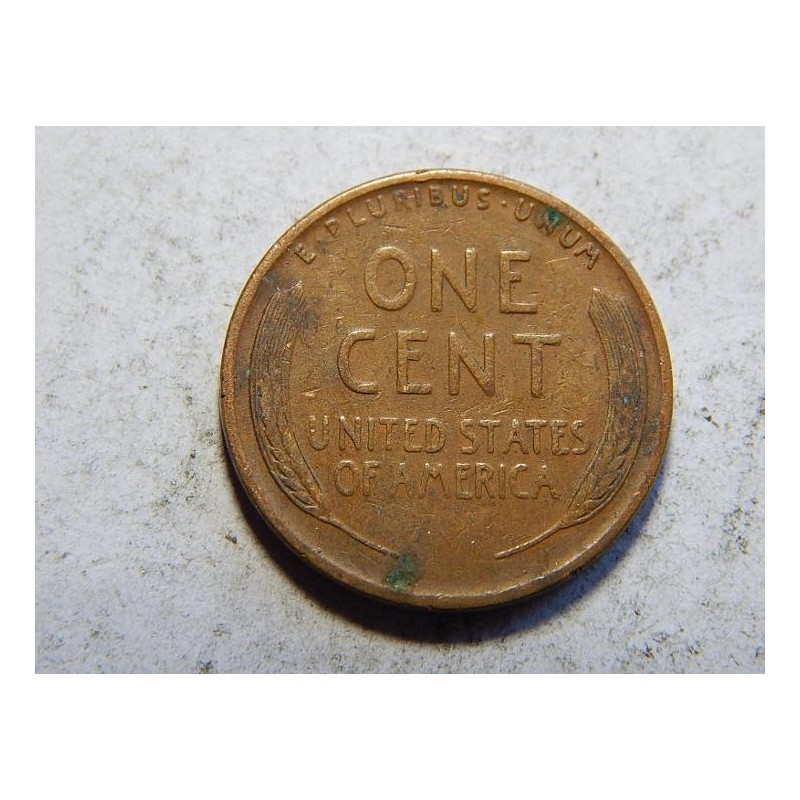 E · PLURIBUS · UNUM
ONE
CENT
UNITED STATES
OF AMERICA